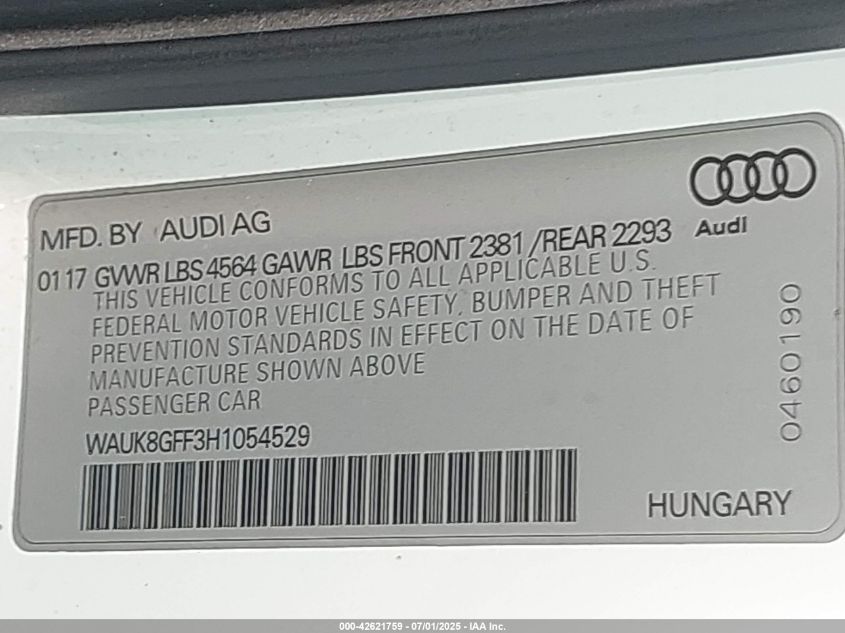 MFD. BY AUDI AG
Audi
0117 GVWR LBS 4564 GAWR LBS FRONT 2381 /REAR 2293
THIS VEHICLE CONFORMS TO ALL APPLICABLE U.S.
FEDERAL MOTOR VEHICLE SAFETY, BUMPER AND THEFT
PREVENTION STANDARDS IN EFFECT ON THE DATE OF
MANUFACTURE SHOWN ABOVE
PASSENGER CAR
0460190
WAUK8GFF3H1054529
HUNGARY
000-42621759 - 07/01/2025 - IAA Inc.